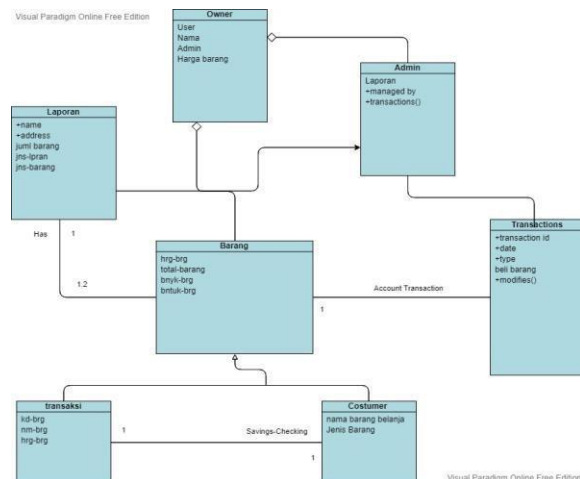 Visual Paradigm Online Free Edition
Owner
User
Nama
Admin
Harga barang
Admin
Laporan
+managed by
+transactions()
Laporan
+name
+address
juml barang
jns-lpran
jns-barang
Has
1
1.2
Barang
hrg-brg
total-barang
bnyk-brg
bntuk-brg
Transactions
+transaction id
+date
+type
beli barang
+modifies()
Account Transaction
1
transaksi
kd-brg
nm-brg
hrg-brg
1
Savings-Checking
1
Costumer
nama barang belanja
Jenis Barang
Visual Paradigm Online Free Edition